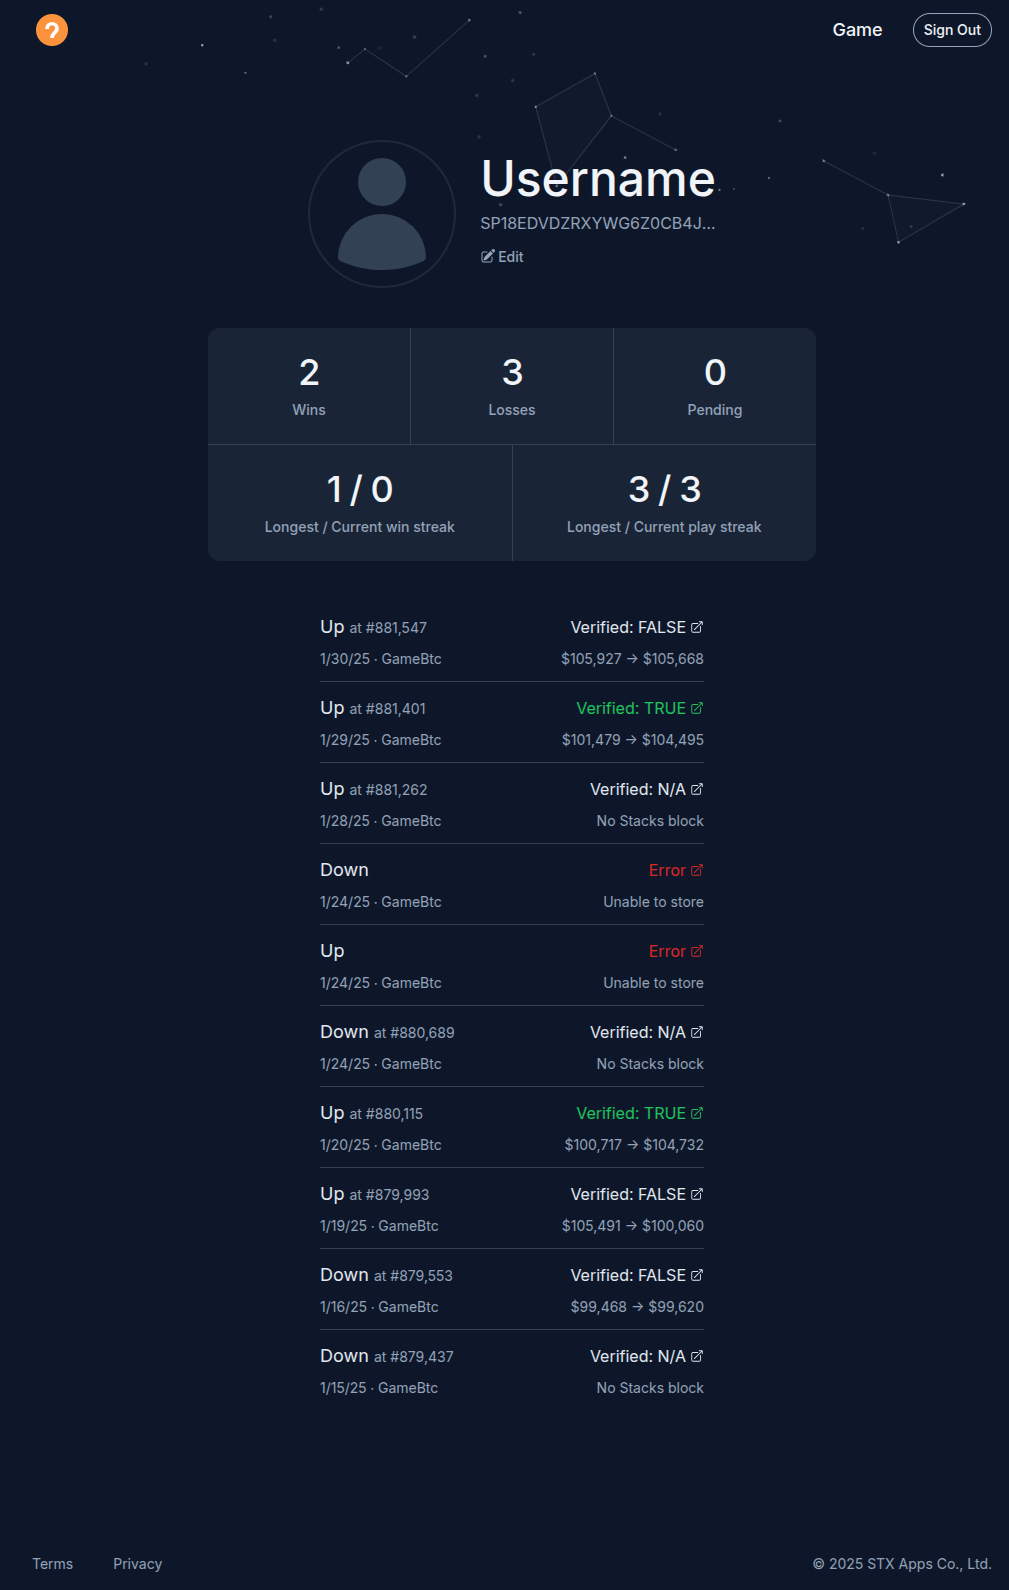 Game
Sign Out
Username
SP18EDVDZRXYWG6Z0CB4J...
Edit
2
3
0
Wins
Losses
Pending
1 / 0
3 / 3
Longest / Current win streak
Longest / Current play streak
Up at #881,547
Verified: FALSE
1/30/25 · GameBtc
$105,927 → $105,668
Up at #881,401
Verified: TRUE
1/29/25 · GameBtc
$101,479 → $104,495
Up at #881,262
Verified: N/A
1/28/25 · GameBtc
No Stacks block
Down
Error
1/24/25 · GameBtc
Unable to store
Up
Error
1/24/25 · GameBtc
Unable to store
Down at #880,689
Verified: N/A
1/24/25 · GameBtc
No Stacks block
Up at #880,115
Verified: TRUE
1/20/25 · GameBtc
$100,717 → $104,732
Up at #879,993
Verified: FALSE
1/19/25 · GameBtc
$105,491 → $100,060
Down at #879,553
Verified: FALSE
1/16/25 · GameBtc
$99,468 → $99,620
Down at #879,437
Verified: N/A
1/15/25 · GameBtc
No Stacks block
Terms
Privacy
© 2025 STX Apps Co., Ltd.